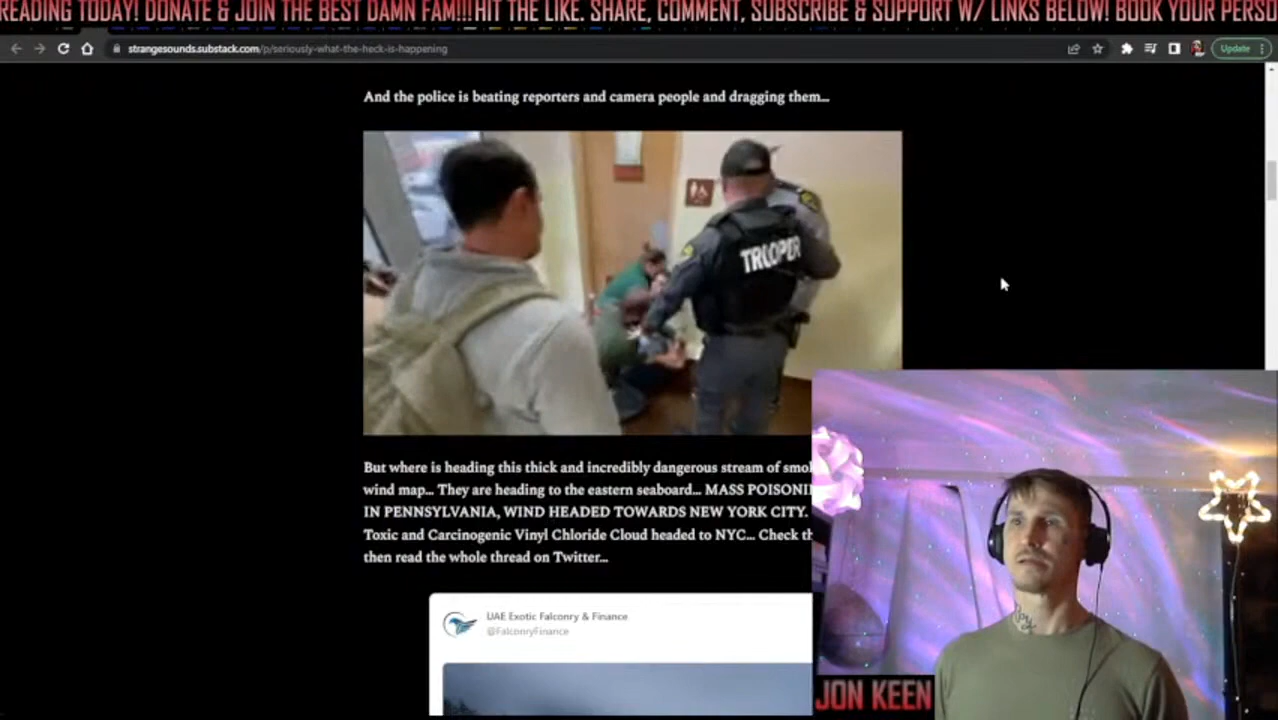 READING TODAY! DONATE & JOIN THE BEST DAMN FAM!!! HIT THE LIKE. SHARE, COMMENT, SUBSCRIBE & SUPPORT W/ LINKS BELOW! BOOK YOUR PERSO
strangesounds.substack.com/p/seriously-what-the-heck-is-happening
Update
And the police is beating reporters and camera people and dragging them...
TROOPER
But where is heading this thick and incredibly dangerous stream of smo
wind map... They are heading to the eastern seaboard... MASS POISONI
IN PENNSYLVANIA, WIND HEADED TOWARDS NEW YORK CITY.
Toxic and Carcinogenic Vinyl Chloride Cloud headed to NYC... Check th
then read the whole thread on Twitter...
UAE Exotic Falconry & Finance
@FalconryFinance
JON KEEN